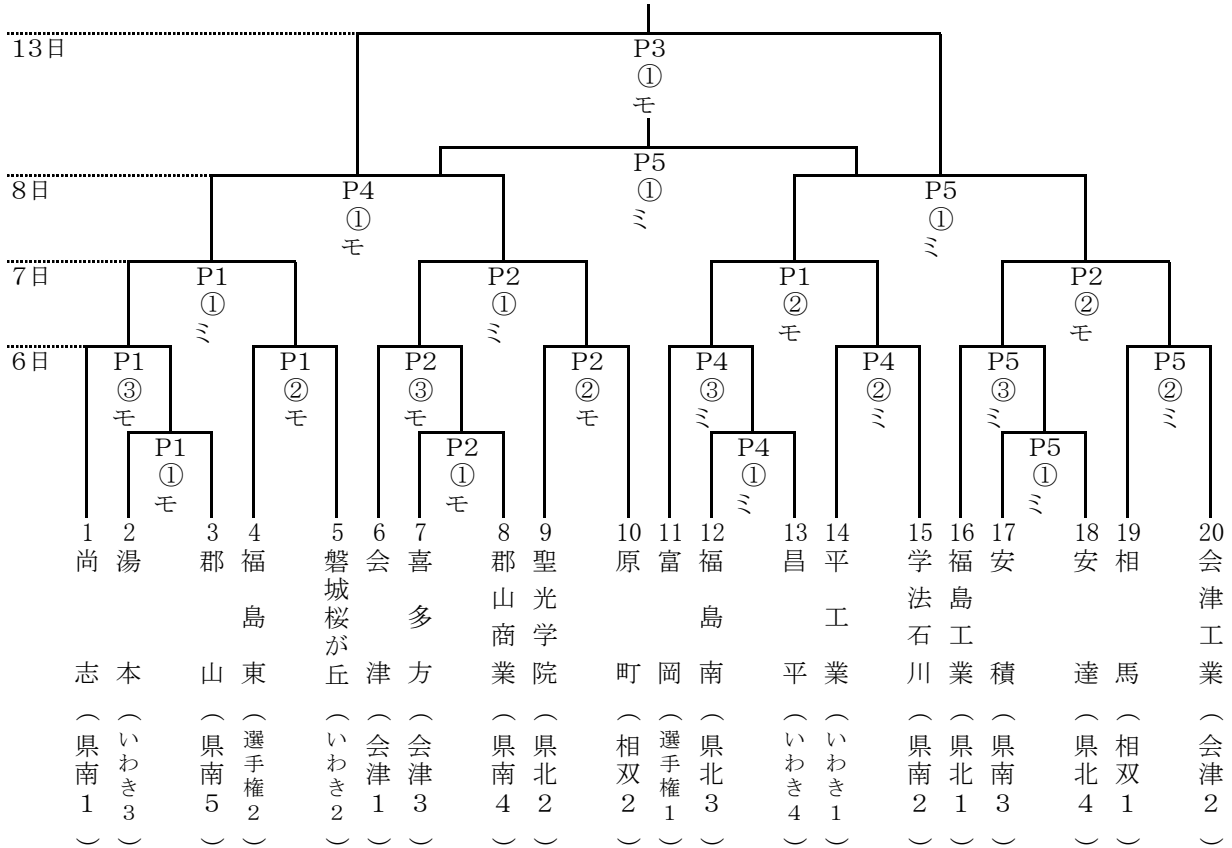 13日
P3
①
モ
P5
①
ミ
8日
P4
①
モ
P5
①
ミ
7日
P1
①
ミ
P2
①
ミ
P1
②
モ
P2
②
モ
6日
P1
③
モ
P1
②
モ
P2
③
モ
P2
②
モ
P4
③
ミ
P4
②
ミ
P5
③
ミ
P5
②
ミ
P1
①
モ
P2
①
モ
P4
①
ミ
P5
①
ミ
1 尚志（県南1）
2 湯本（いわき3）
3 郡山（県南5）
4 福島東（選手権2）
5 磐城桜が丘（いわき2）
6 会津（会津1）
7 喜多方（会津3）
8 郡山商業（県南4）
9 聖光学院（県北2）
10 原町（相双2）
11 富岡（選手権1）
12 福島南（県北3）
13 昌平（いわき4）
14 平工業（いわき1）
15 学法石川（県南2）
16 福島工業（県北1）
17 安積（県南3）
18 安達（県北4）
19 相馬（相双1）
20 会津工業（会津2）